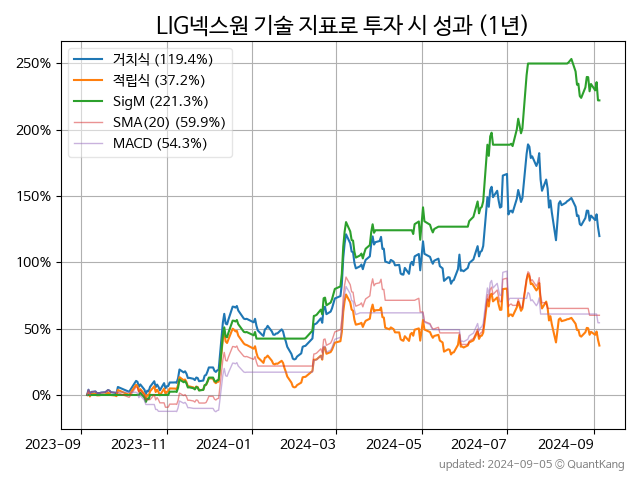 LIG넥스원 기술 지표로 투자 시 성과 (1년)
거치식 (119.4%)
적립식 (37.2%)
SigM (221.3%)
SMA(20) (59.9%)
MACD (54.3%)
250%
200%
150%
100%
50%
0%
2023-09 2023-11 2024-01 2024-03 2024-05 2024-07 2024-09
updated: 2024-09-05 © QuantKang